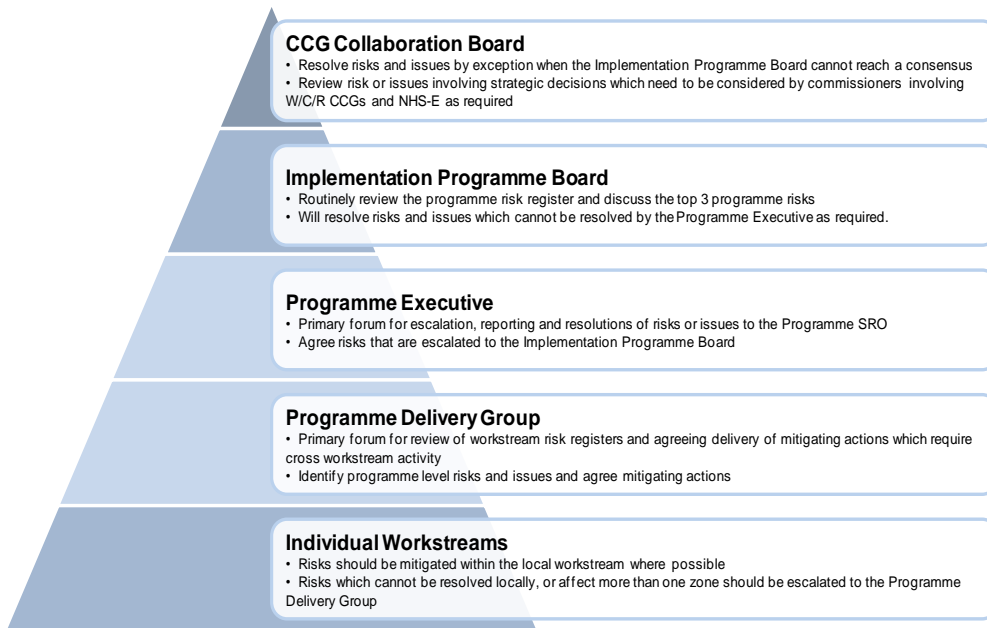 CCG Collaboration Board
• Resolve risks and issues by exception when the Implementation Programme Board cannot reach a consensus
• Review risk or issues involving strategic decisions which need to be considered by commissioners involving
W/C/R CCGs and NHS-E as required
Implementation Programme Board
• Routinely review the programme risk register and discuss the top 3 programme risks
• Will resolve risks and issues which cannot be resolved by the Programme Executive as required.
Programme Executive
• Primary forum for escalation, reporting and resolutions of risks or issues to the Programme SRO
• Agree risks that are escalated to the Implementation Programme Board
Programme Delivery Group
• Primary forum for review of workstream risk registers and agreeing delivery of mitigating actions which require
cross workstream activity
• Identify programme level risks and issues and agree mitigating actions
Individual Workstreams
• Risks should be mitigated within the local workstream where possible
• Risks which cannot be resolved locally, or affect more than one zone should be escalated to the Programme
Delivery Group